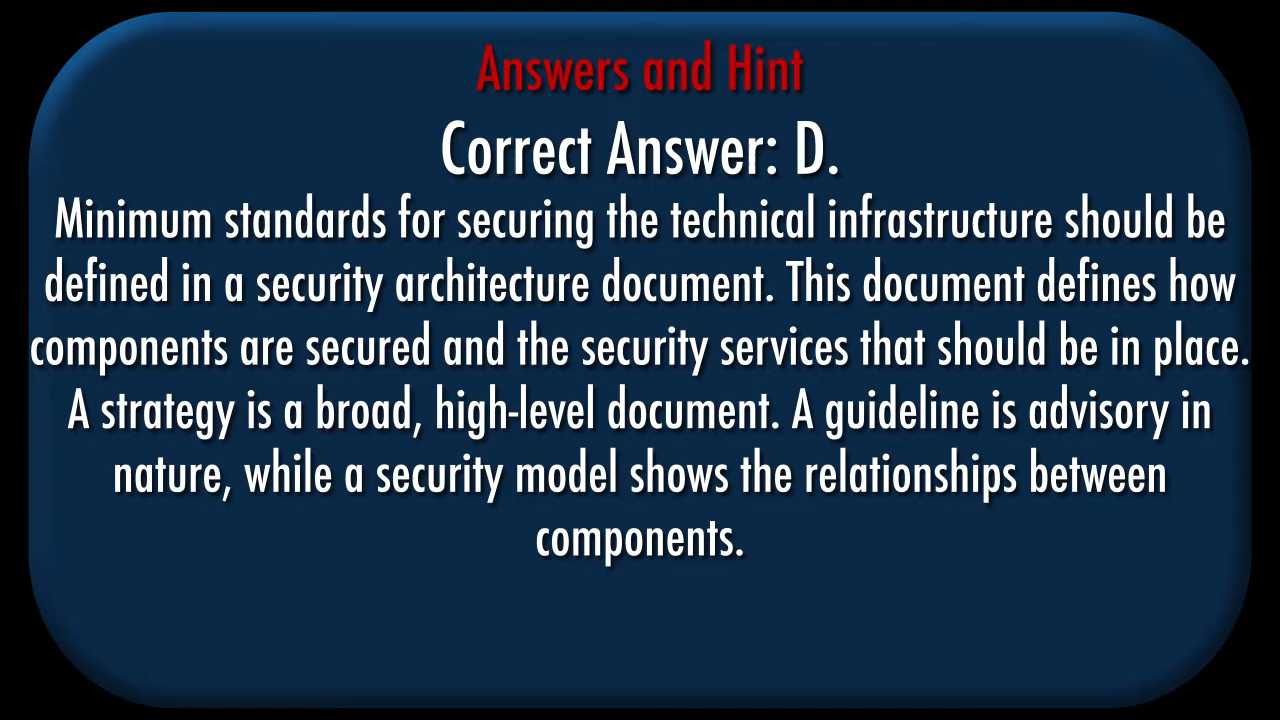 Answers and Hint
Correct Answer: D.
Minimum standards for securing the technical infrastructure should be
defined in a security architecture document. This document defines how
components are secured and the security services that should be in place.
A strategy is a broad, high-level document. A guideline is advisory in
nature, while a security model shows the relationships between
components.